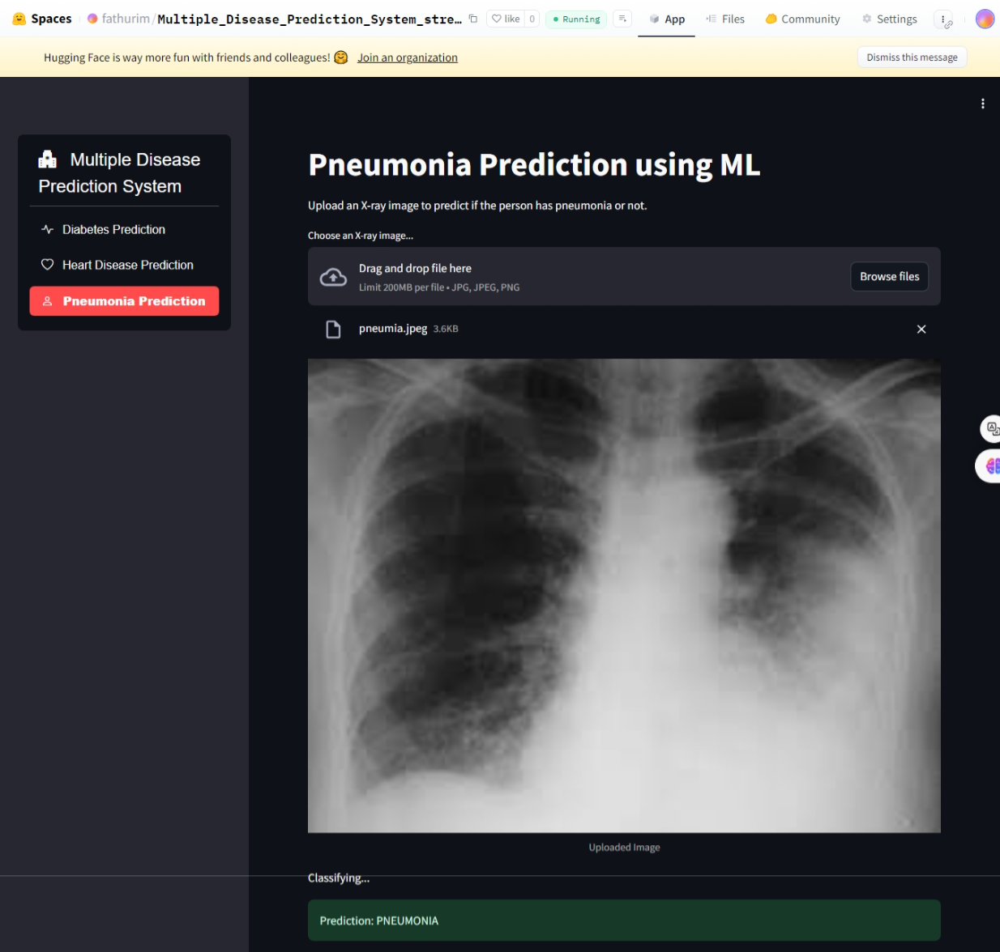 Spaces
fathurim/Multiple_Disease_Prediction_System_stre…
like 0
Running
App
Files
Community
Settings
Hugging Face is way more fun with friends and colleagues! 🤗 Join an organization
Dismiss this message
Multiple Disease
Prediction System
Diabetes Prediction
Heart Disease Prediction
Pneumonia Prediction
Pneumonia Prediction using ML
Upload an X-ray image to predict if the person has pneumonia or not.
Choose an X-ray image...
Drag and drop file here
Limit 200MB per file • JPG, JPEG, PNG
Browse files
pneumia.jpeg 3.6KB
Uploaded Image
Classifying...
Prediction: PNEUMONIA